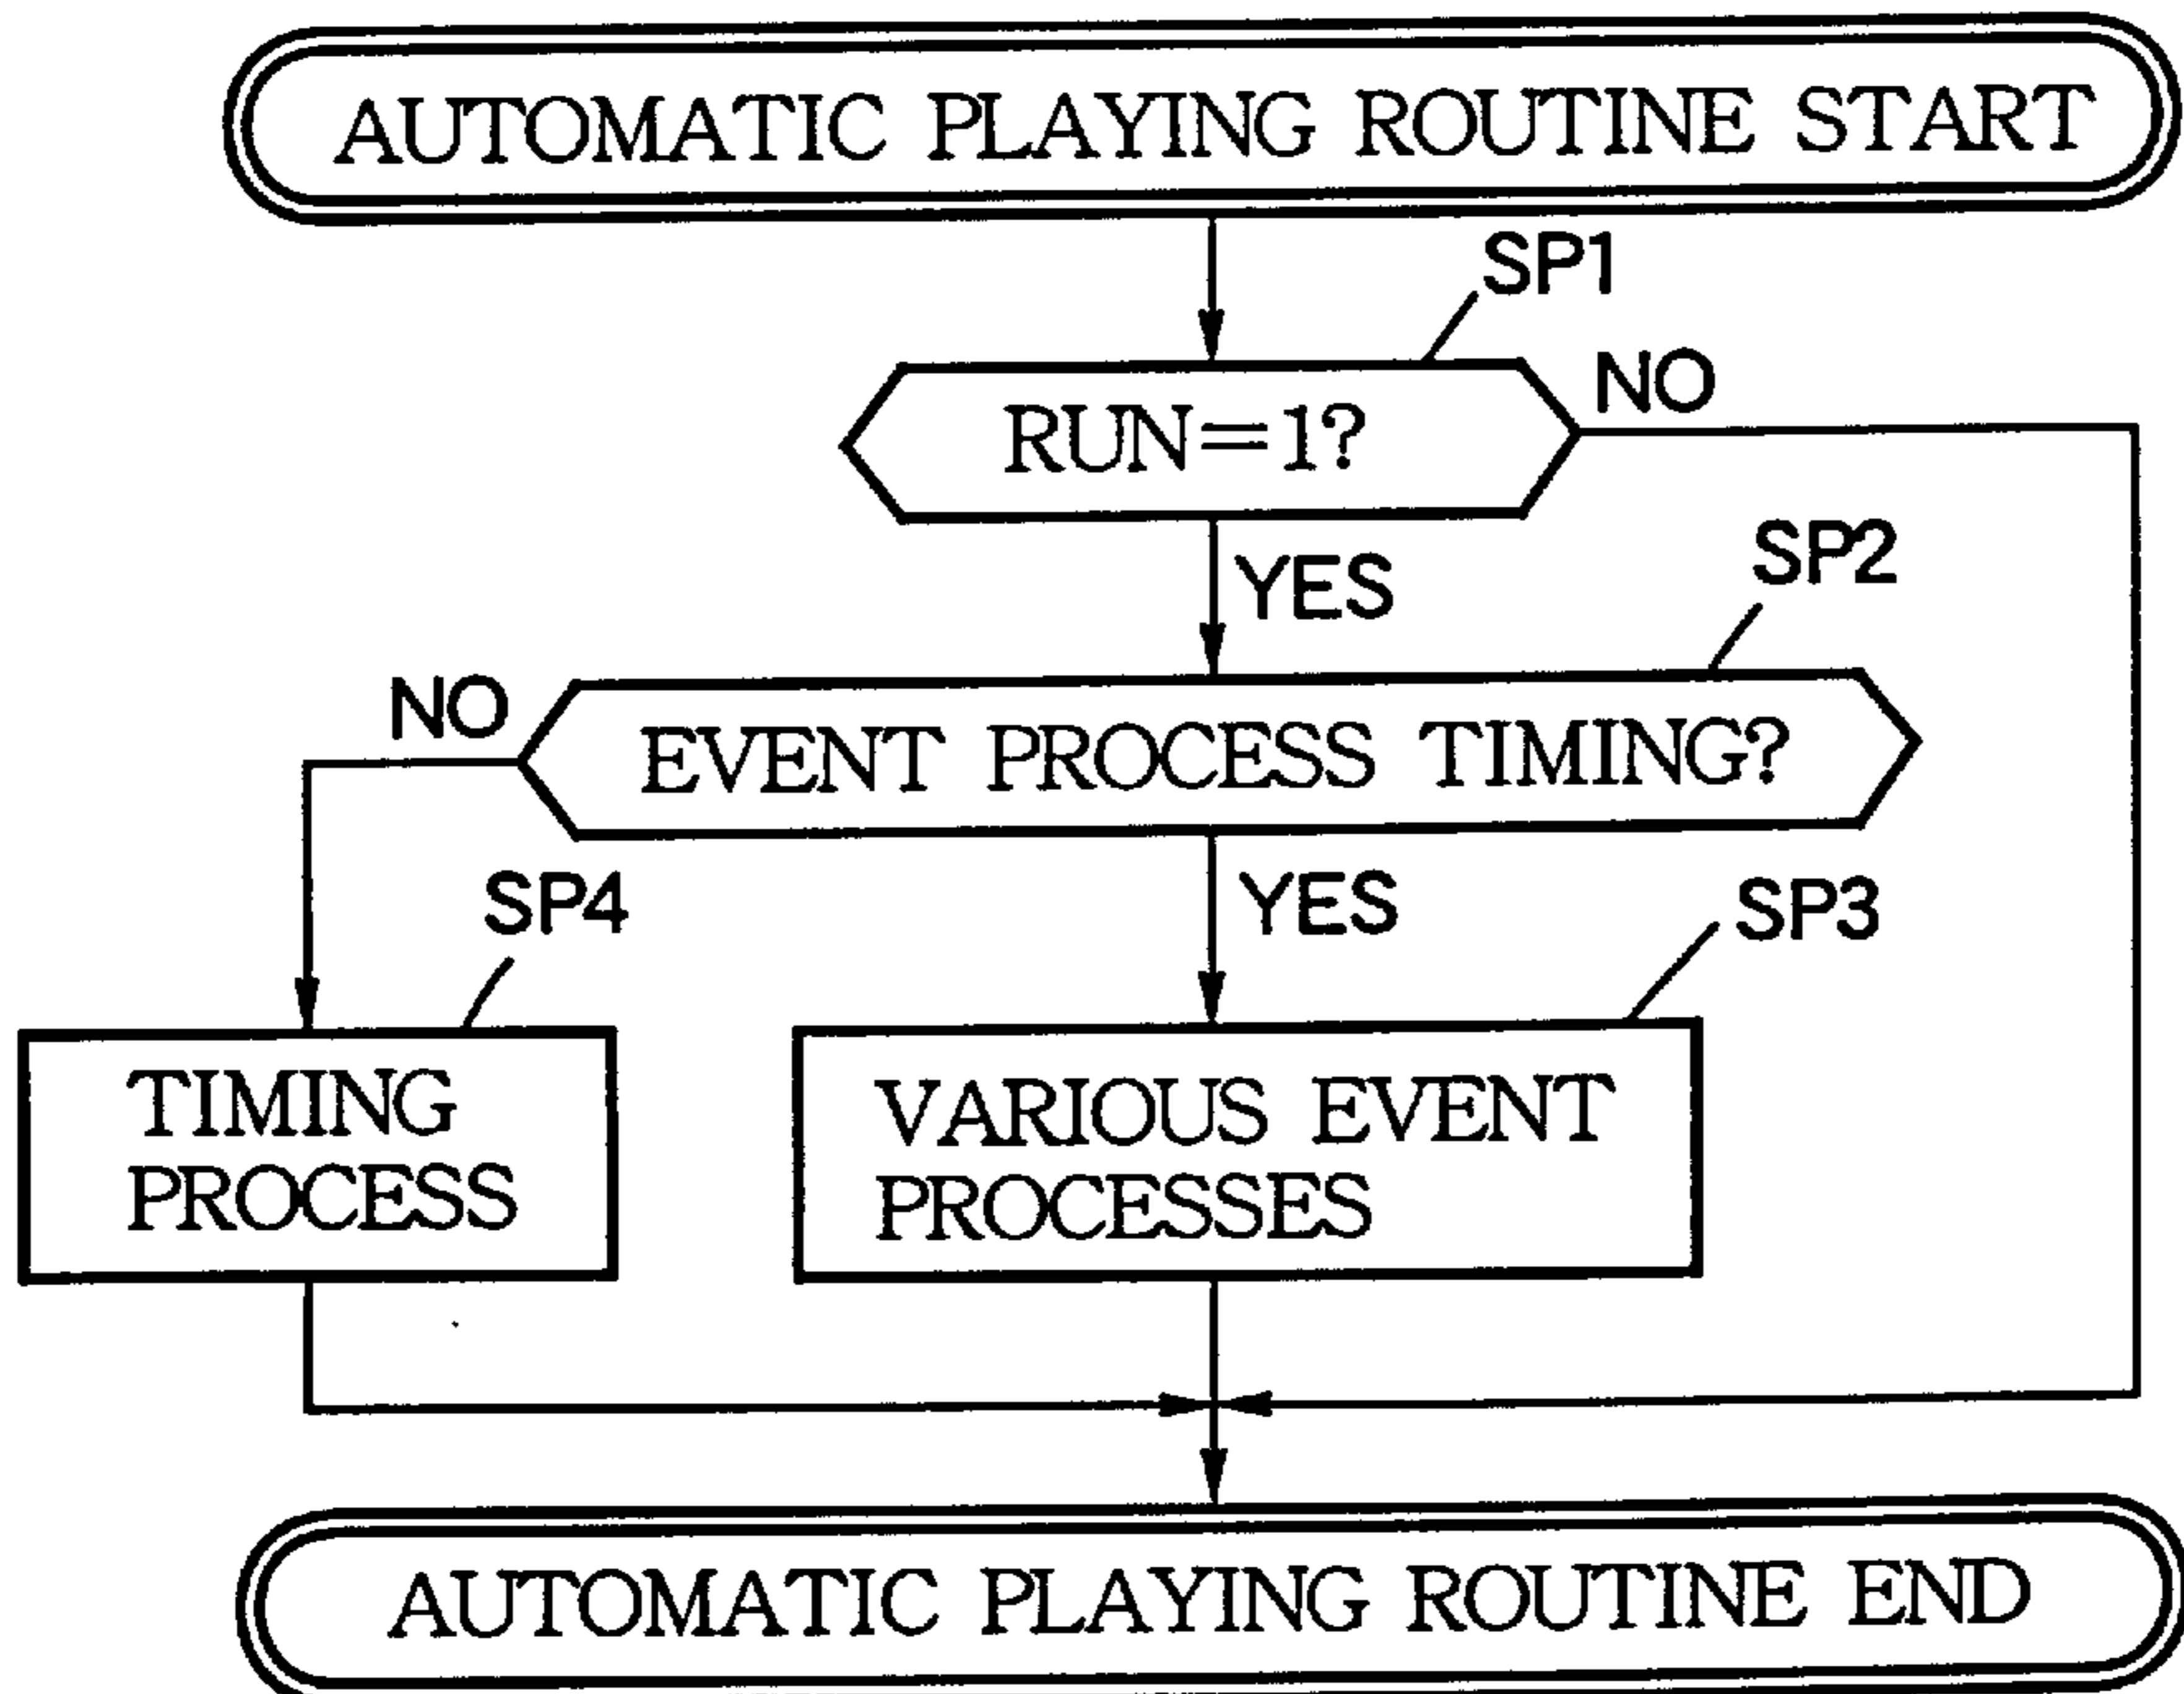 AUTOMATIC PLAYING ROUTINE START
SP1
RUN=1?
NO
YES
SP2
NO
EVENT PROCESS TIMING?
SP4
YES
SP3
TIMING
PROCESS
VARIOUS EVENT
PROCESSES
AUTOMATIC PLAYING ROUTINE END